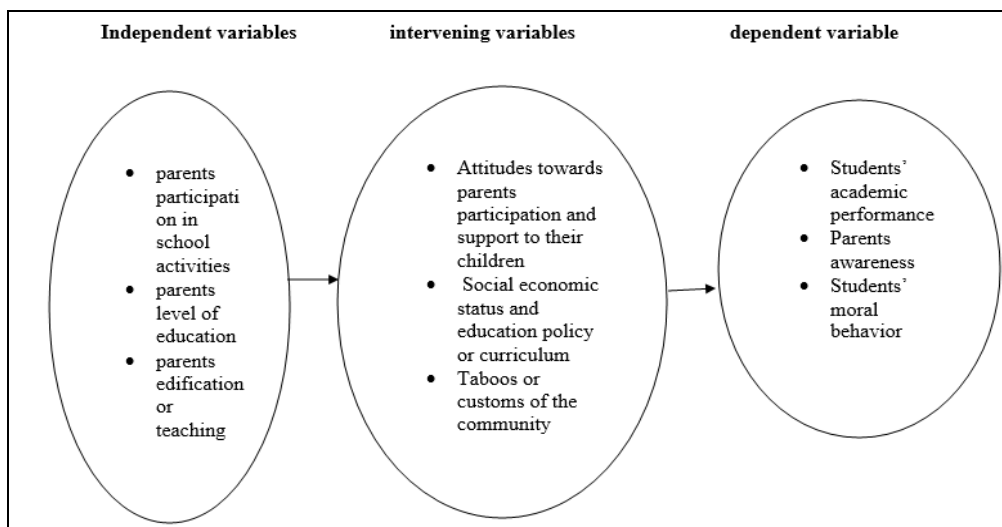 Independent variables
intervening variables
dependent variable
• parents
participati
on in
school
activities
• parents
level of
education
• parents
edification
or
teaching
• Attitudes towards
parents
participation and
support to their
children
• Social economic
status and
education policy
or curriculum
• Taboos or
customs of the
community
• Students’
academic
performance
• Parents
awareness
• Students’
moral
behavior